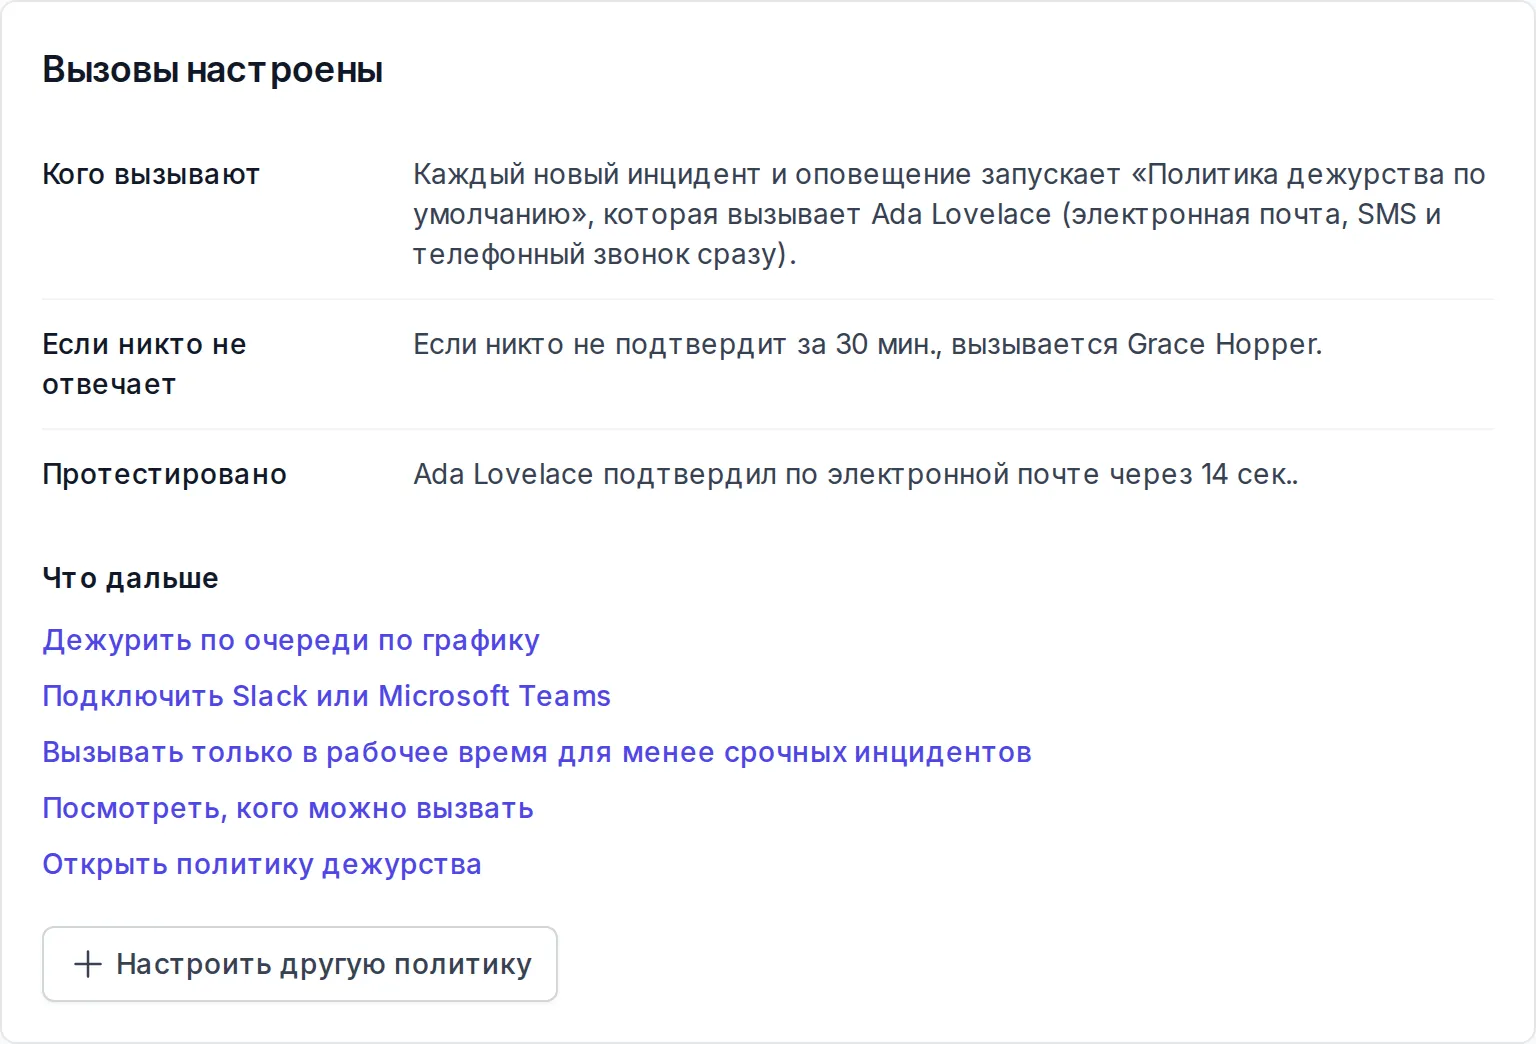 Вызовы настроены
Кого вызывают
Каждый новый инцидент и оповещение запускает «Политика дежурства по
умолчанию», которая вызывает Ada Lovelace (электронная почта, SMS и
телефонный звонок сразу).
Если никто не
отвечает
Если никто не подтвердит за 30 мин., вызывается Grace Hopper.
Протестировано
Ada Lovelace подтвердил по электронной почте через 14 сек..
Что дальше
Дежурить по очереди по графику
Подключить Slack или Microsoft Teams
Вызывать только в рабочее время для менее срочных инцидентов
Посмотреть, кого можно вызвать
Открыть политику дежурства
Настроить другую политику